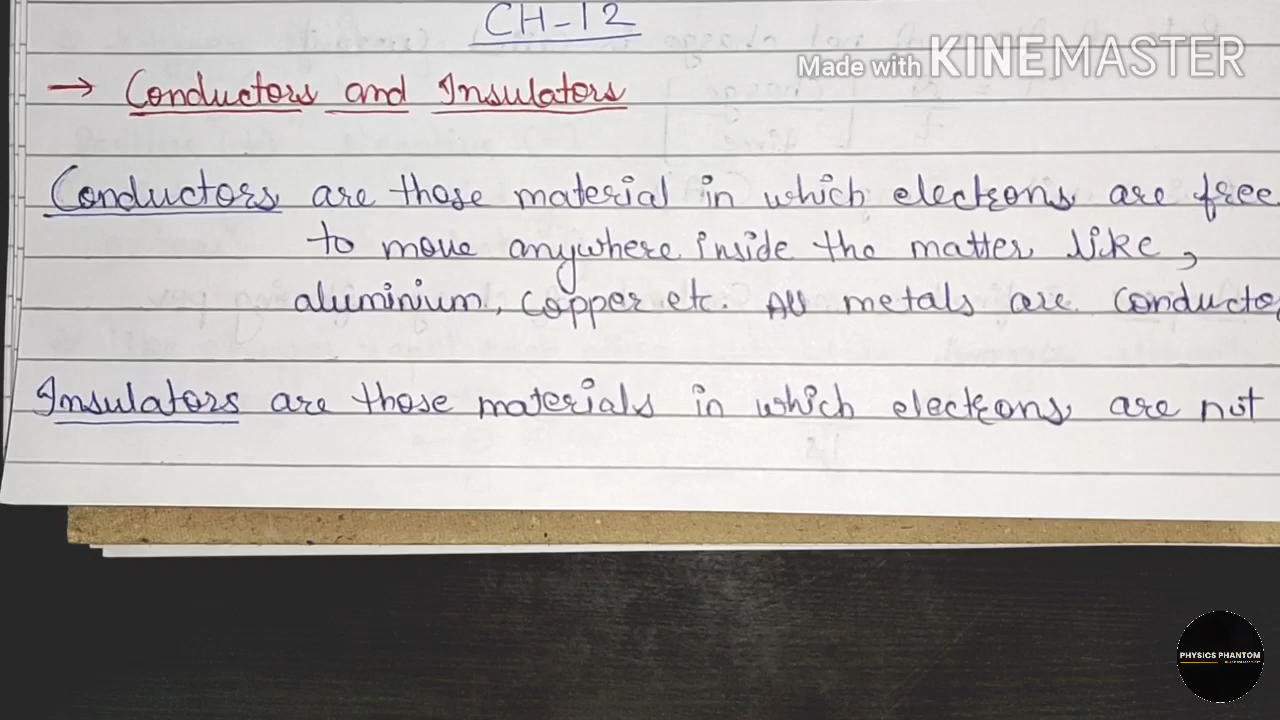 CH-12
Made with KINEMASTER
→ Conductors and Insulators
Conductors are those material in which electrons are free
to move anywhere inside the matter like,
aluminium, Copper etc. All metals are conducto
Insulators are those materials in which electrons are not
PHYSICS PHANTOM